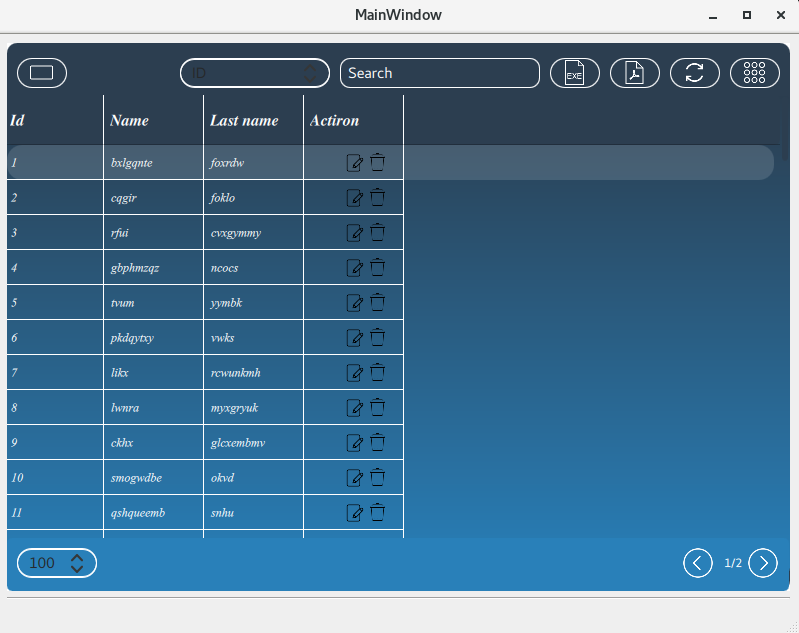 MainWindow
ID
Search
EXE
Id Name Last name Actiron
1 bxlgqnte foxrdw
2 cqgir foklo
3 rfui cvxgymmy
4 gbphmzqz ncocs
5 tvum yymbk
6 pkdqytxy vwks
7 likx rcwunkmh
8 lwnra myxgryuk
9 ckhx glcxembmv
10 smogwdbe okvd
11 qshqueemb snhu
100
1/2